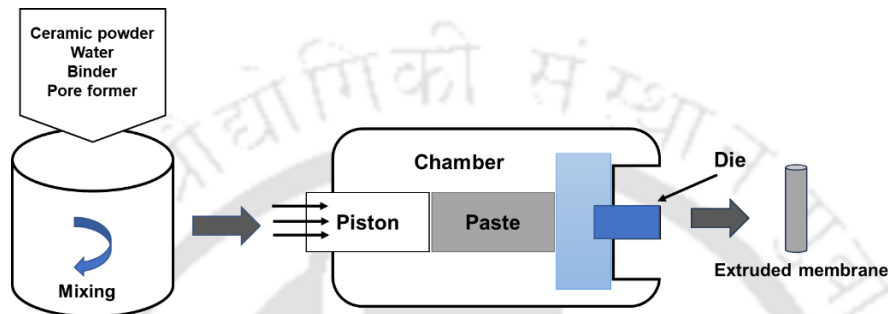 Ceramic powder
Water
Binder
Pore former
Mixing
Chamber
Piston
Paste
Die
Extruded membrane